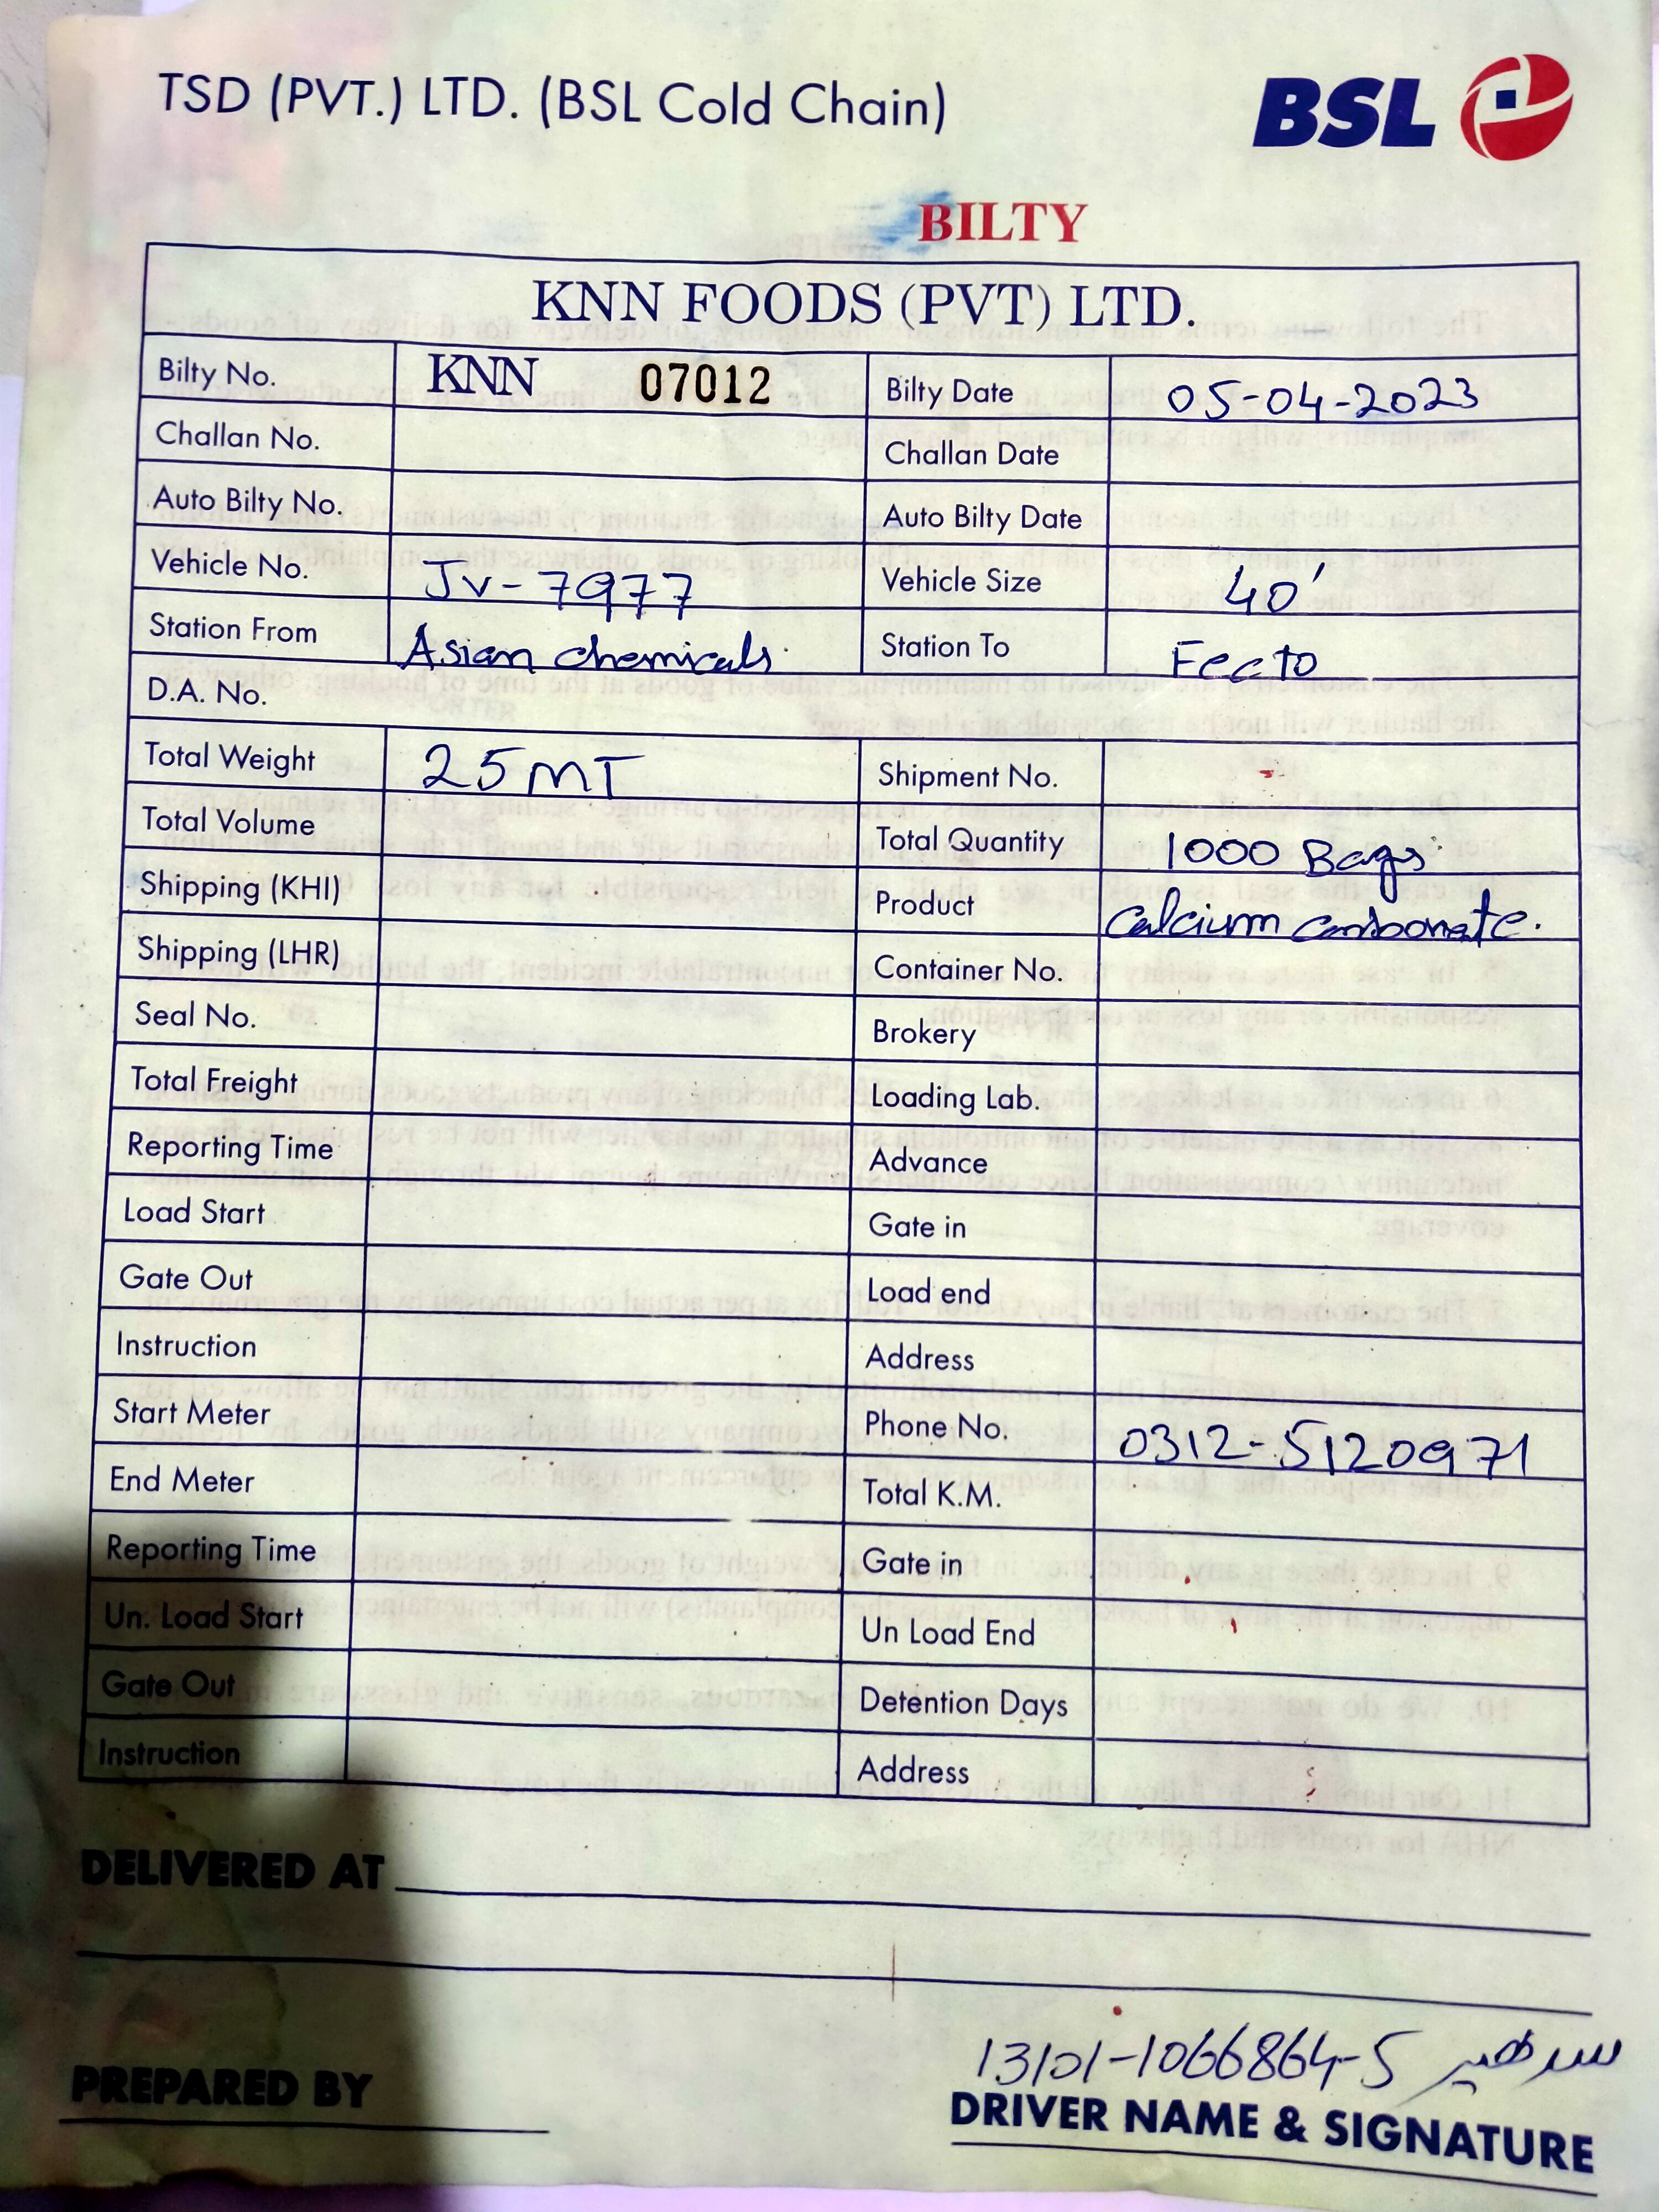 TSD (PVT.) LTD. (BSL Cold Chain)
BSL
BILTY
KNN FOODS (PVT) LTD.
Bilty No. KNN 07012 Bilty Date 05-04-2023
Challan No. Challan Date
Auto Bilty No. Auto Bilty Date
Vehicle No. JV-7977 Vehicle Size 40'
Station From Asian chemicals. Station To Fecto
D.A. No.
Total Weight 25 MT Shipment No.
Total Volume Total Quantity 1000 Bags
Shipping (KHI) Product Calcium carbonate.
Shipping (LHR) Container No.
Seal No. Brokery
Total Freight Loading Lab.
Reporting Time Advance
Load Start Gate in
Gate Out Load end
Instruction Address
Start Meter Phone No. 0312-5120971
End Meter Total K.M.
Reporting Time Gate in
Un. Load Start Un Load End
Gate Out Detention Days
Instruction Address
DELIVERED AT
13101-1066864-5
PREPARED BY DRIVER NAME & SIGNATURE